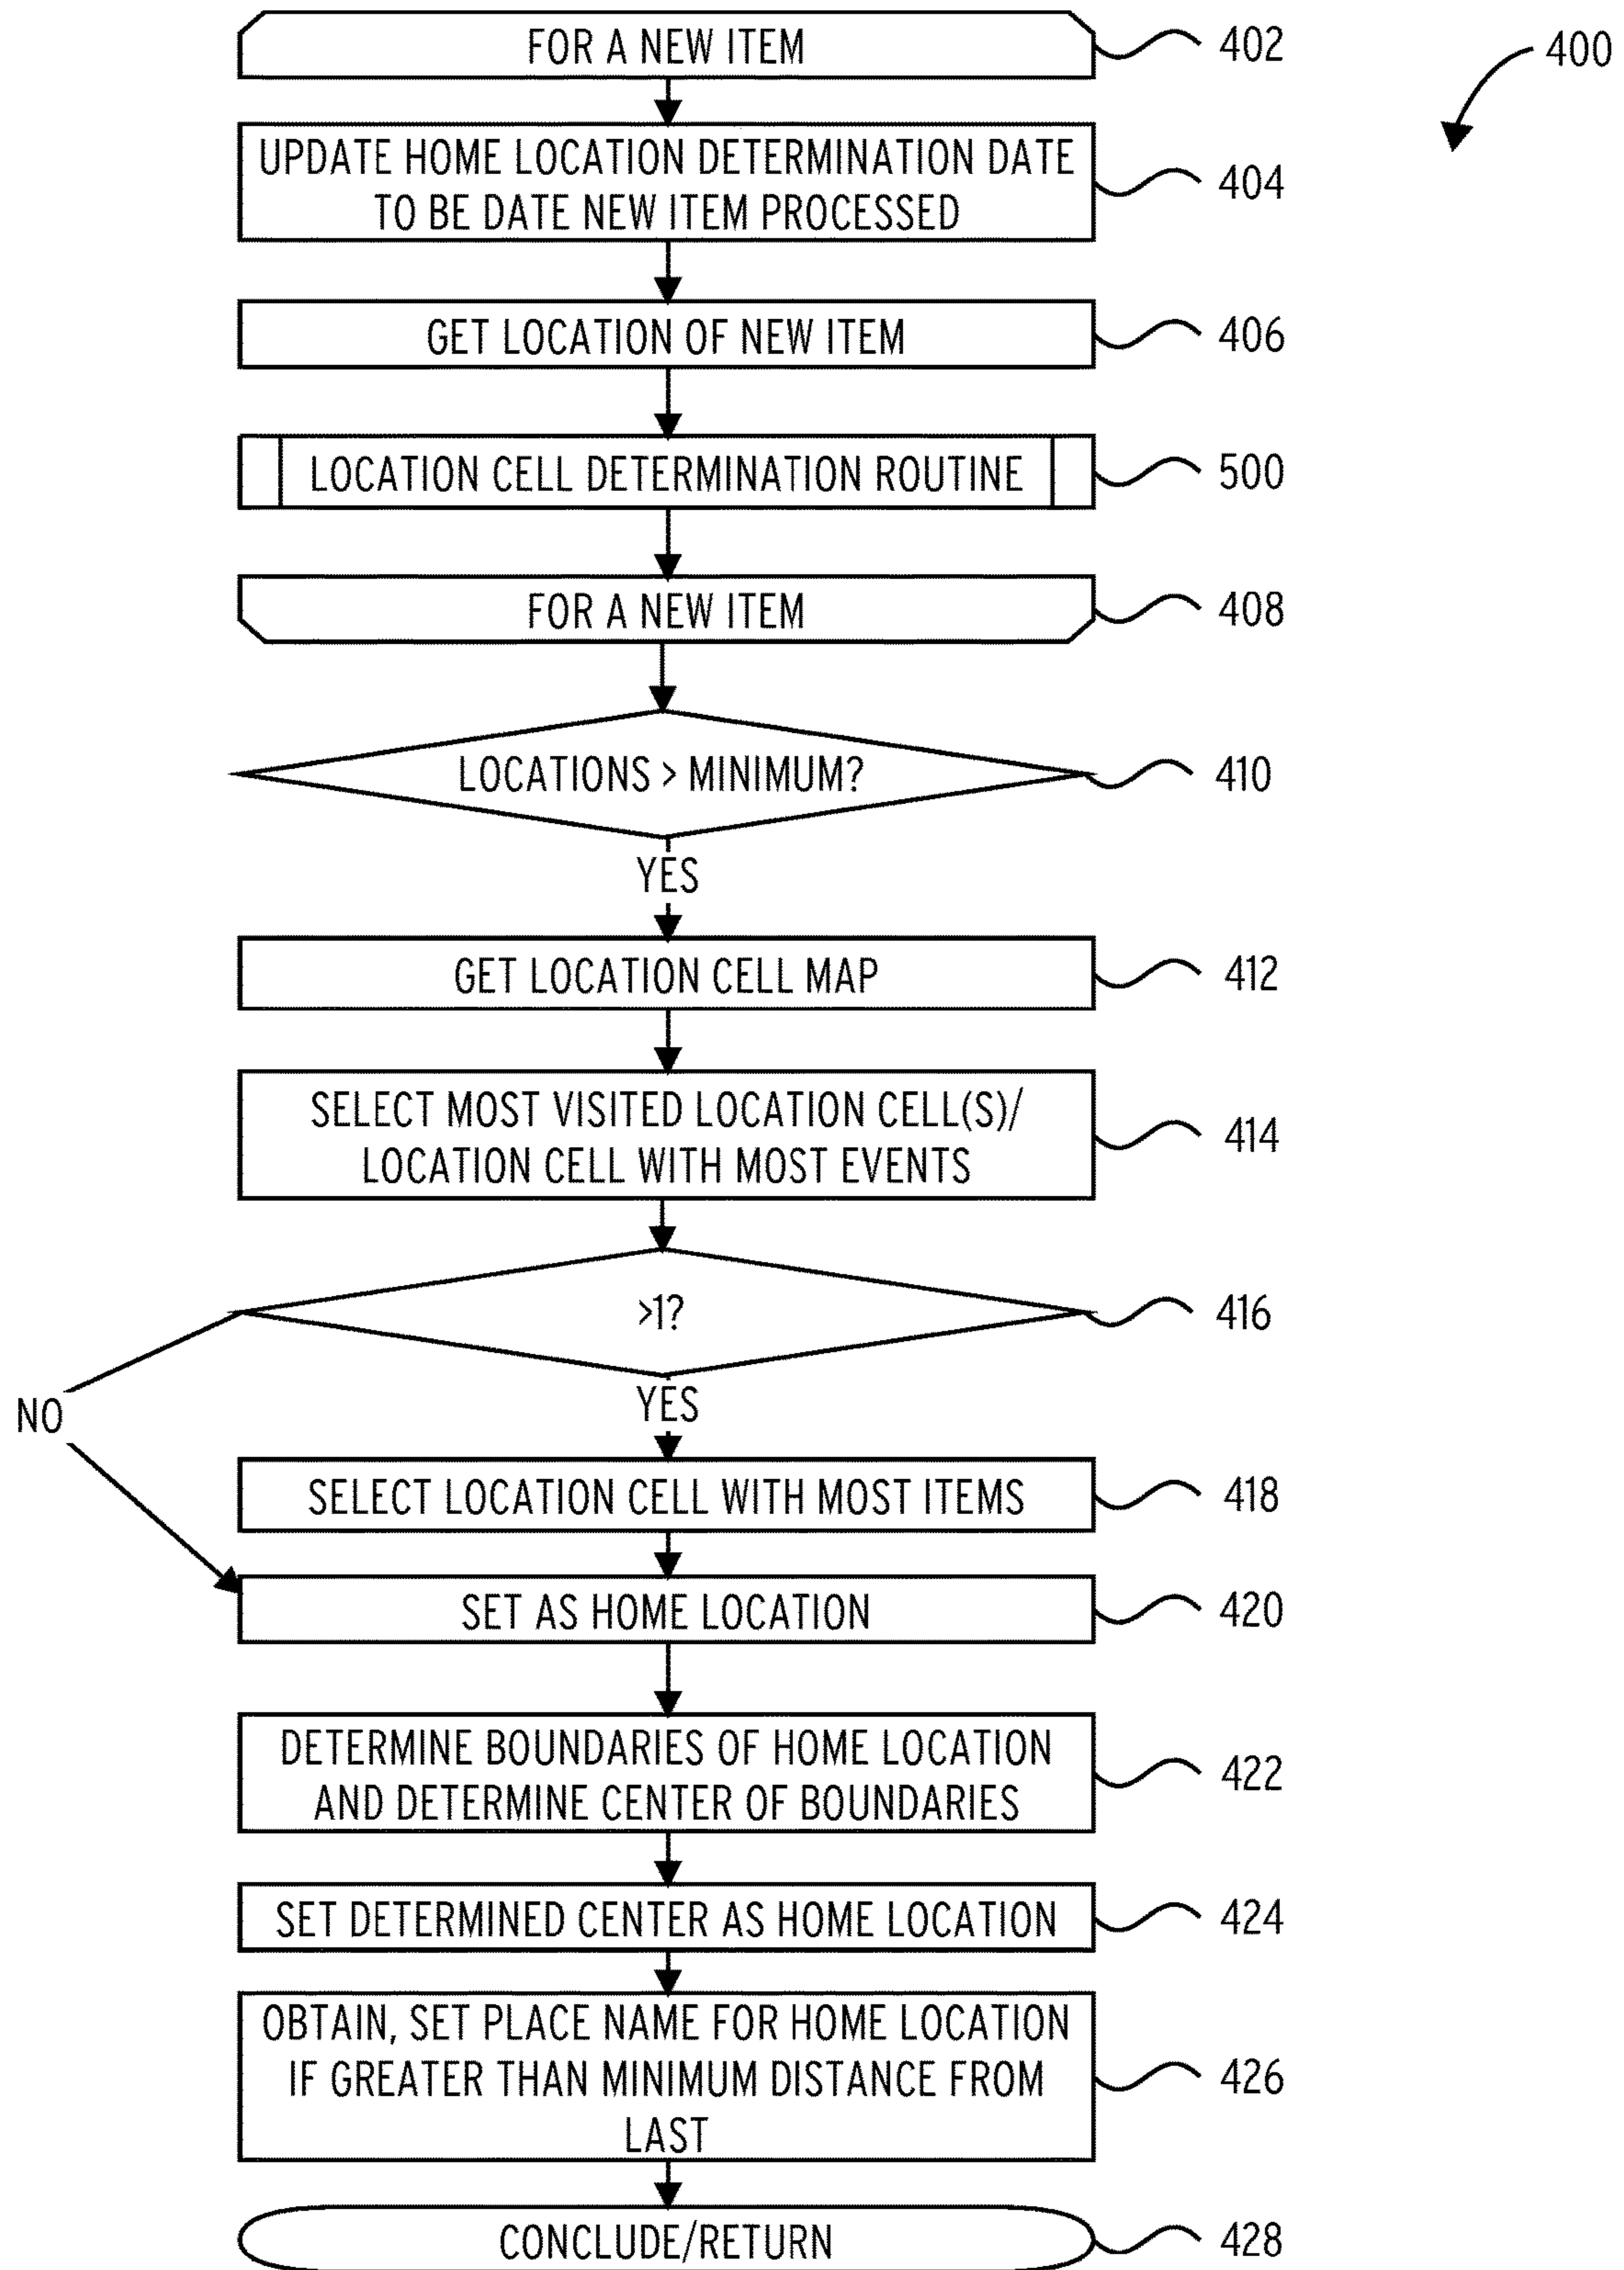 FOR A NEW ITEM
402
400
UPDATE HOME LOCATION DETERMINATION DATE
TO BE DATE NEW ITEM PROCESSED
404
GET LOCATION OF NEW ITEM
406
LOCATION CELL DETERMINATION ROUTINE
500
FOR A NEW ITEM
408
LOCATIONS > MINIMUM?
410
YES
GET LOCATION CELL MAP
412
SELECT MOST VISITED LOCATION CELL(S)/
LOCATION CELL WITH MOST EVENTS
414
>1?
416
NO
YES
SELECT LOCATION CELL WITH MOST ITEMS
418
SET AS HOME LOCATION
420
DETERMINE BOUNDARIES OF HOME LOCATION
AND DETERMINE CENTER OF BOUNDARIES
422
SET DETERMINED CENTER AS HOME LOCATION
424
OBTAIN, SET PLACE NAME FOR HOME LOCATION
IF GREATER THAN MINIMUM DISTANCE FROM
LAST
426
CONCLUDE/RETURN
428